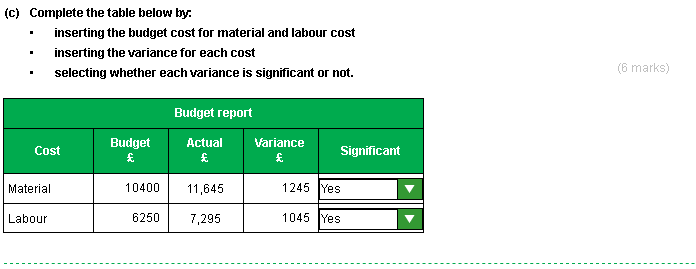 (c) Complete the table below by:
• inserting the budget cost for material and labour cost
• inserting the variance for each cost
• selecting whether each variance is significant or not.
(6 marks)
Budget report
Cost Budget £ Actual £ Variance £ Significant
Material 10400 11,645 1245 Yes
Labour 6250 7,295 1045 Yes